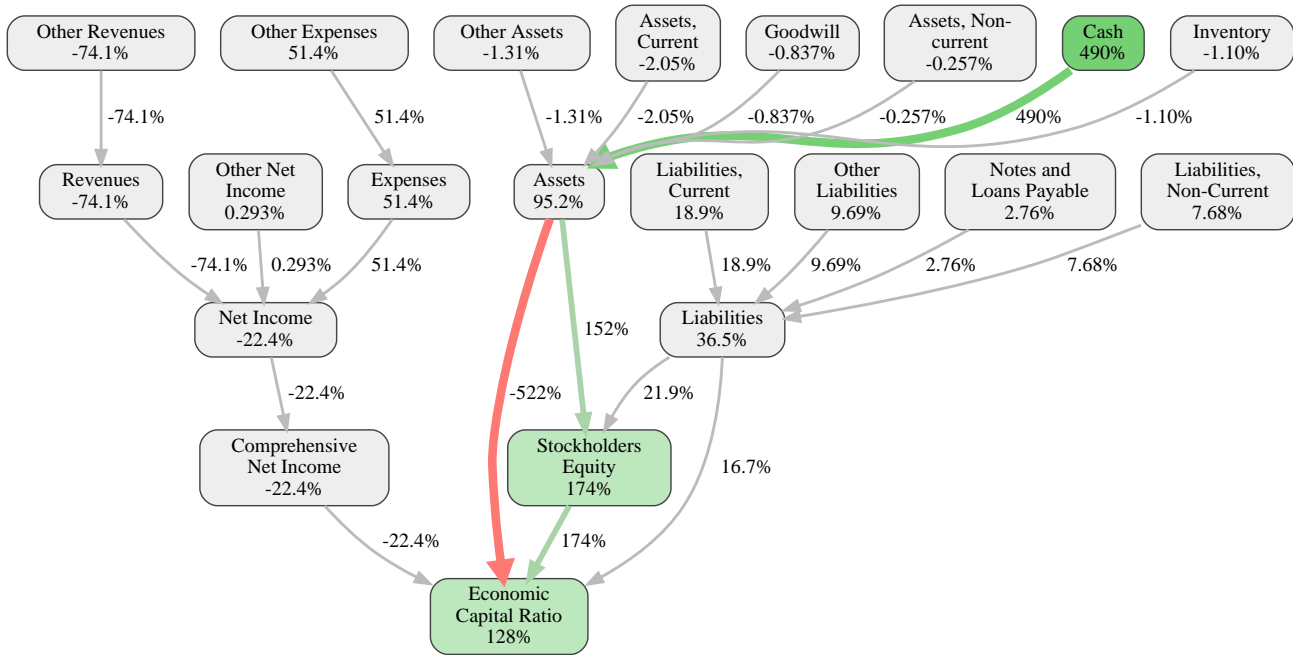 Other Revenues
-74.1%
Other Expenses
51.4%
Other Assets
-1.31%
Assets,
Current
-2.05%
Goodwill
-0.837%
Assets, Non-
current
-0.257%
Cash
490%
Inventory
-1.10%
-74.1%
51.4%
-1.31%
-2.05%
-0.837%
-0.257%
490%
-1.10%
Revenues
-74.1%
Other Net
Income
0.293%
Expenses
51.4%
Assets
95.2%
Liabilities,
Current
18.9%
Other
Liabilities
9.69%
Notes and
Loans Payable
2.76%
Liabilities,
Non-Current
7.68%
-74.1%
0.293%
51.4%
18.9%
9.69%
2.76%
7.68%
Net Income
-22.4%
152%
Liabilities
36.5%
-22.4%
-522%
21.9%
Comprehensive
Net Income
-22.4%
Stockholders
Equity
174%
16.7%
-22.4%
174%
Economic
Capital Ratio
128%